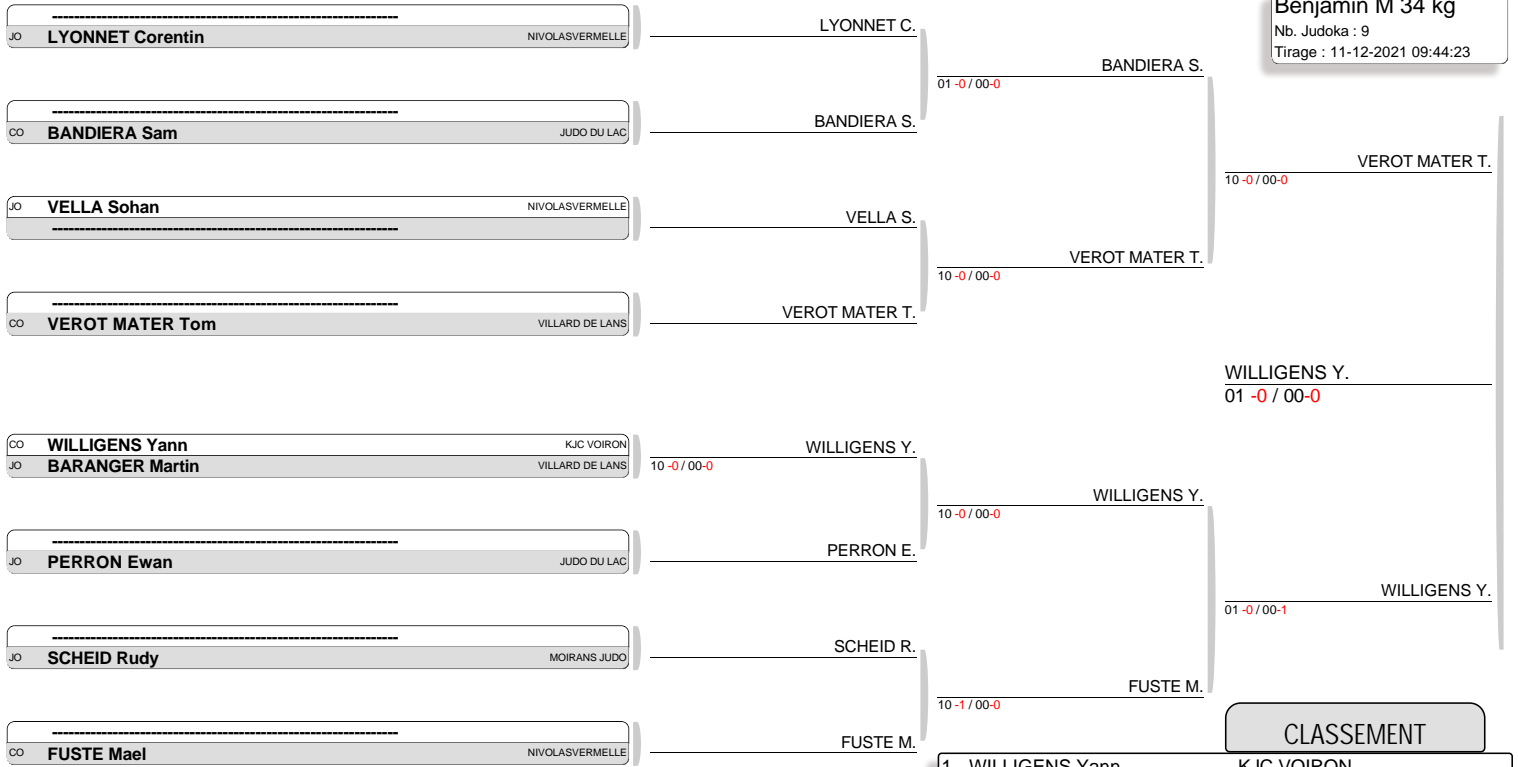 Benjamin M 34 kg
Nb. Judoka : 9
Tirage : 11-12-2021 09:44:23
----------------------------------------------------------------
JO LYONNET Corentin NIVOLASVERMELLE
LYONNET C.
BANDIERA S.
01 -0 / 00-0
----------------------------------------------------------------
CO BANDIERA Sam JUDO DU LAC
BANDIERA S.
VEROT MATER T.
10 -0 / 00-0
JO VELLA Sohan NIVOLASVERMELLE
----------------------------------------------------------------
VELLA S.
VEROT MATER T.
10 -0 / 00-0
----------------------------------------------------------------
CO VEROT MATER Tom VILLARD DE LANS
VEROT MATER T.
WILLIGENS Y.
01 -0 / 00-0
CO WILLIGENS Yann KJC VOIRON
JO BARANGER Martin VILLARD DE LANS
WILLIGENS Y.
10 -0 / 00-0
WILLIGENS Y.
10 -0 / 00-0
----------------------------------------------------------------
JO PERRON Ewan JUDO DU LAC
PERRON E.
WILLIGENS Y.
01 -0 / 00-1
----------------------------------------------------------------
JO SCHEID Rudy MOIRANS JUDO
SCHEID R.
FUSTE M.
10 -1 / 00-0
----------------------------------------------------------------
CO FUSTE Mael NIVOLASVERMELLE
FUSTE M.
CLASSEMENT
1 WILLIGENS Yann KJC VOIRON